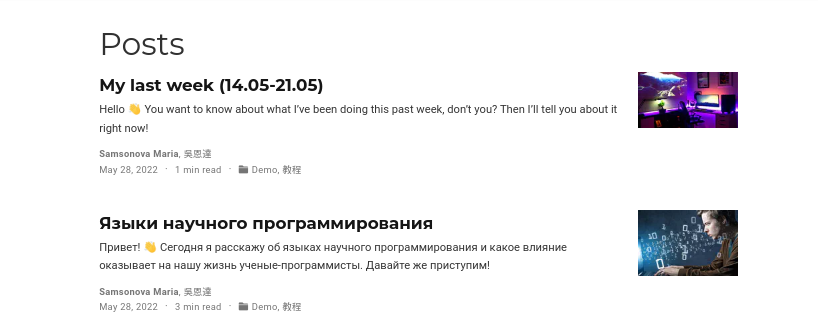 Posts
My last week (14.05-21.05)
Hello 👋 You want to know about what I've been doing this past week, don't you? Then I'll tell you about it
right now!
Samsonova Maria, 吳恩達
May 28, 2022 · 1 min read · Demo, 教程
Языки научного программирования
Привет! 👋 Сегодня я расскажу об языках научного программирования и какое влияние
оказывает на нашу жизнь ученые-программисты. Давайте же приступим!
Samsonova Maria, 吳恩達
May 28, 2022 · 3 min read · Demo, 教程